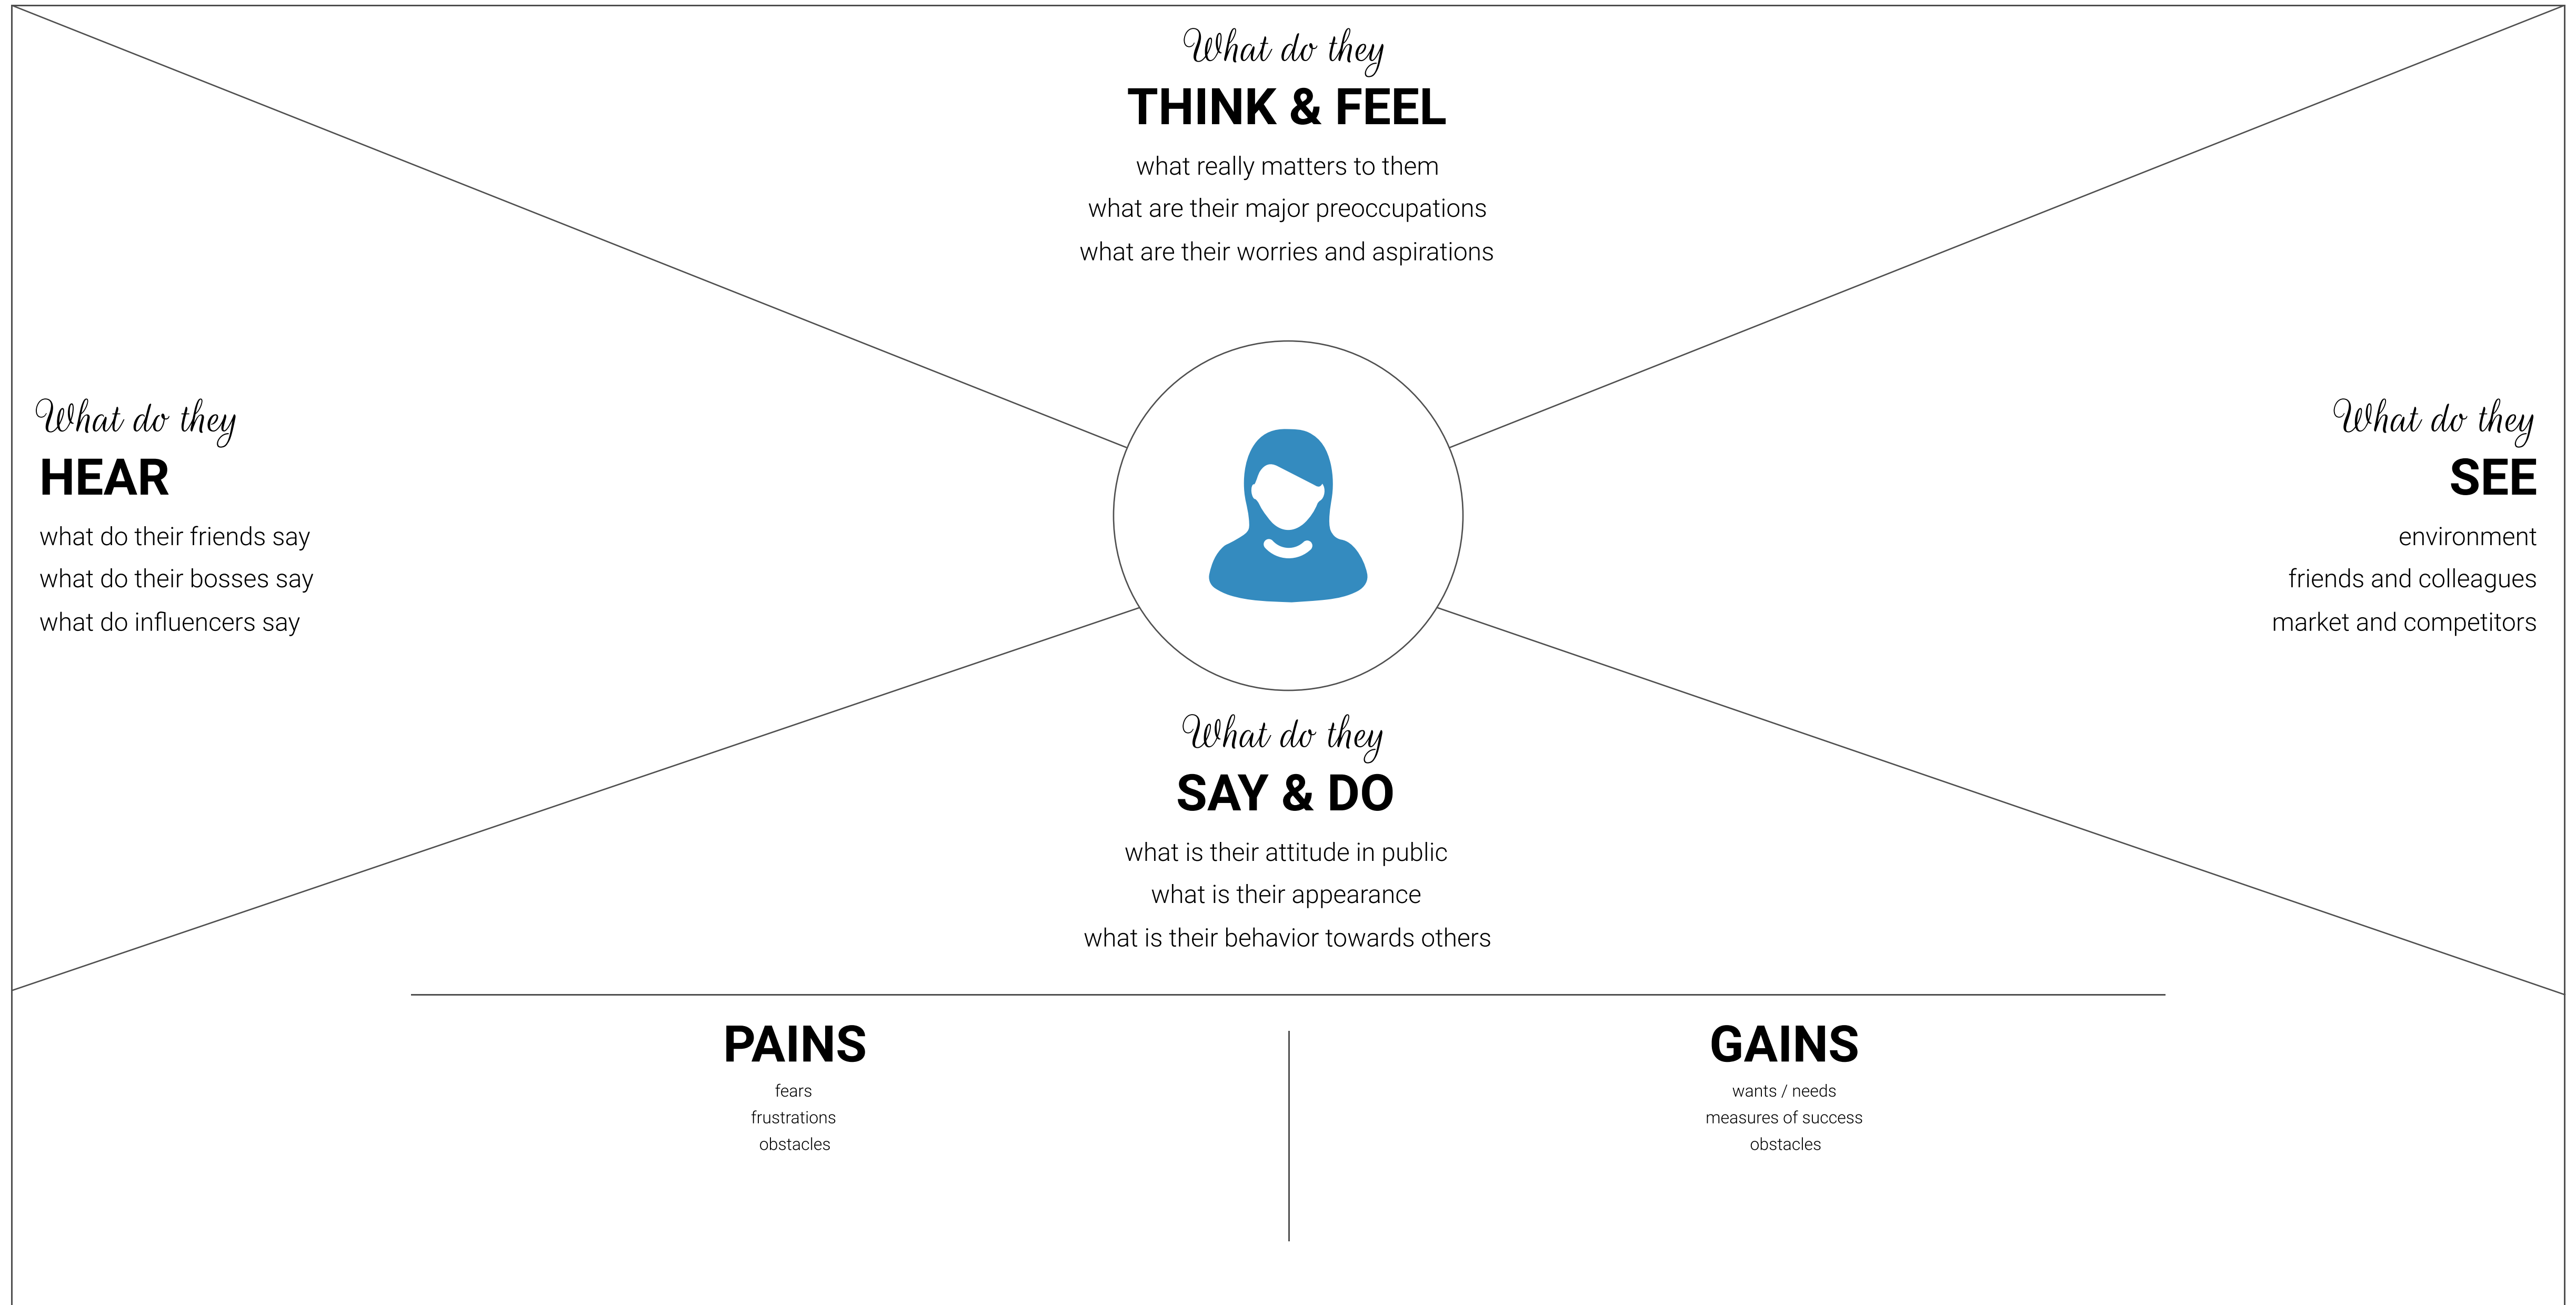 What do they
THINK & FEEL
what really matters to them
what are their major preoccupations
what are their worries and aspirations
What do they
HEAR
what do their friends say
what do their bosses say
what do influencers say
What do they
SEE
environment
friends and colleagues
market and competitors
What do they
SAY & DO
what is their attitude in public
what is their appearance
what is their behavior towards others
PAINS
fears
frustrations
obstacles
GAINS
wants / needs
measures of success
obstacles